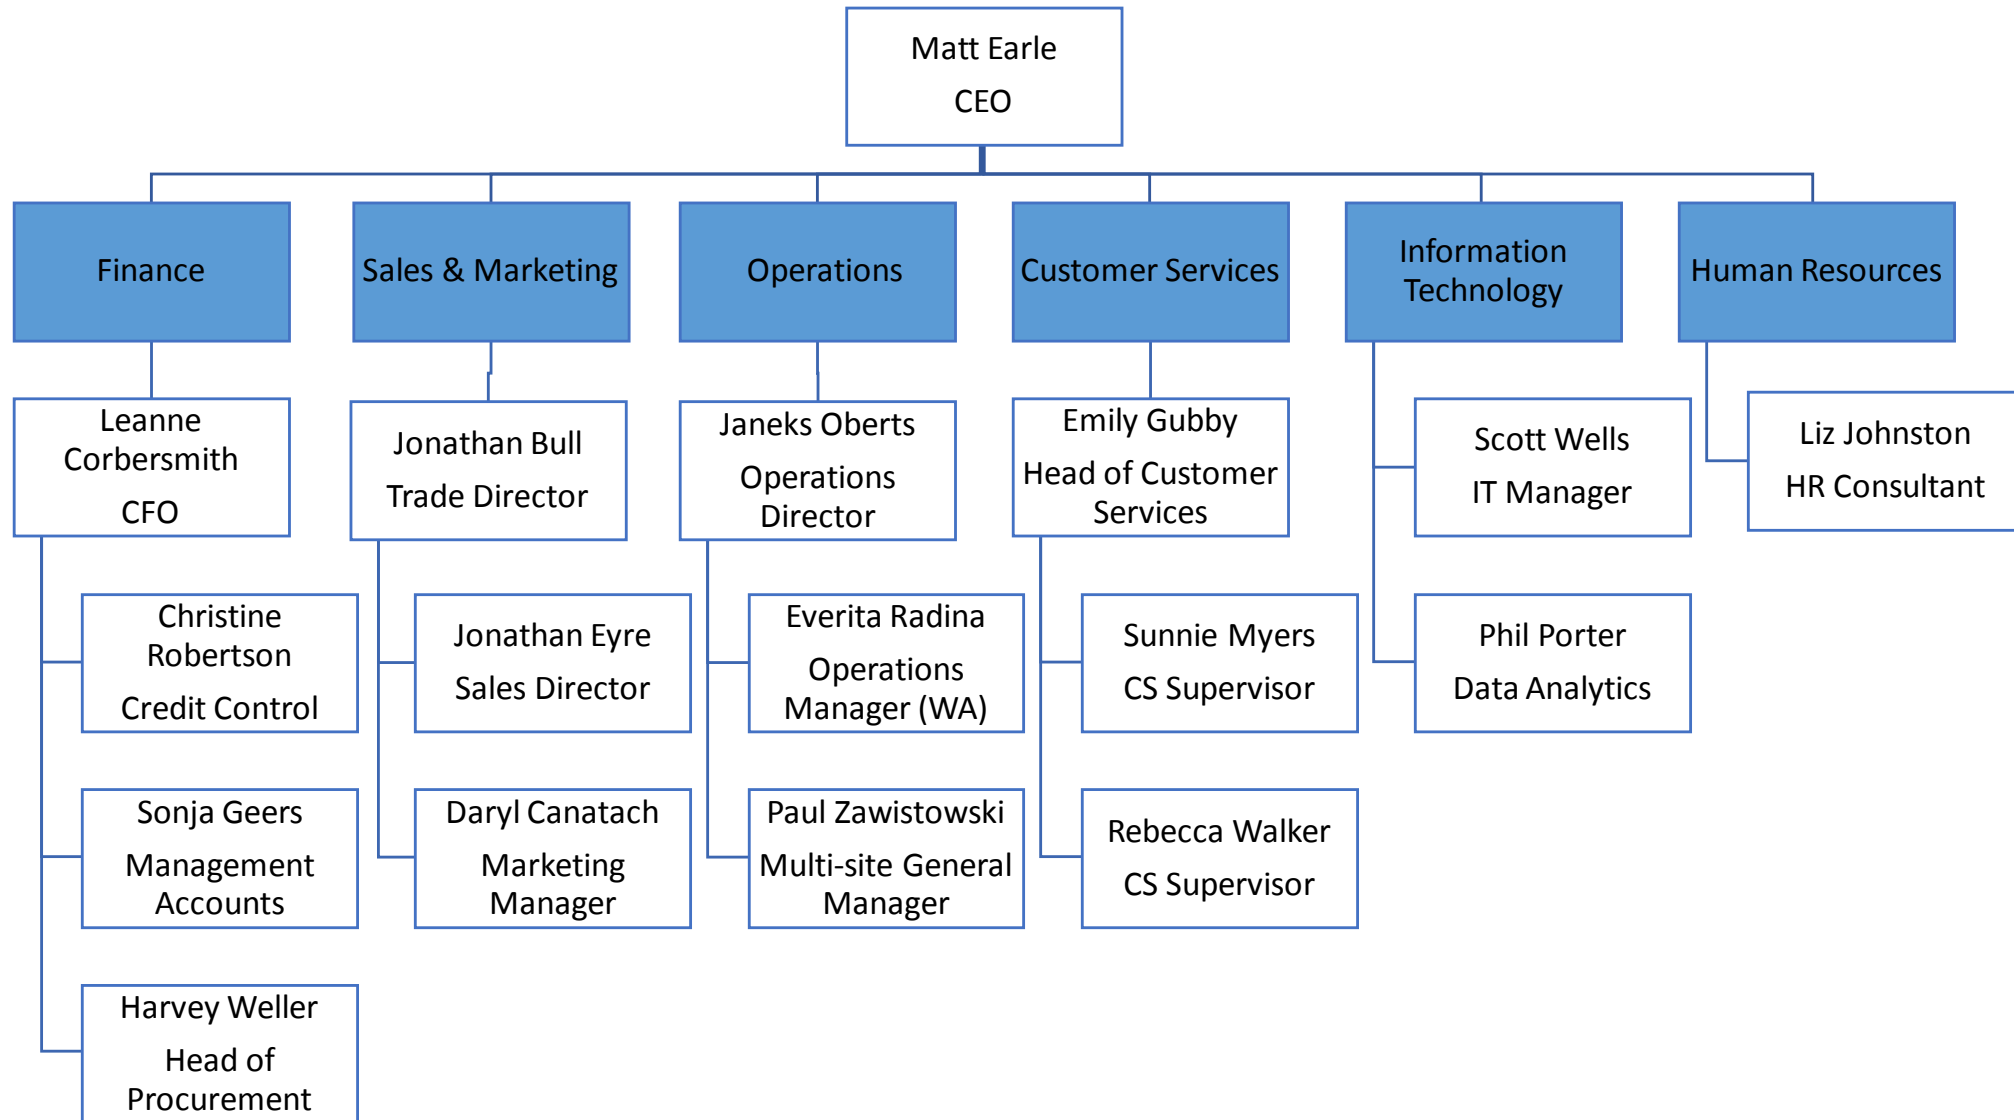 Matt Earle
CEO
Finance
Sales & Marketing
Operations
Customer Services
Information
Technology
Human Resources
Leanne
Corbersmith
CFO
Jonathan Bull
Trade Director
Janeks Oberts
Operations
Director
Emily Gubby
Head of Customer
Services
Scott Wells
IT Manager
Liz Johnston
HR Consultant
Christine
Robertson
Credit Control
Jonathan Eyre
Sales Director
Everita Radina
Operations
Manager (WA)
Sunnie Myers
CS Supervisor
Phil Porter
Data Analytics
Sonja Geers
Management
Accounts
Daryl Canatach
Marketing
Manager
Paul Zawistowski
Multi-site General
Manager
Rebecca Walker
CS Supervisor
Harvey Weller
Head of
Procurement